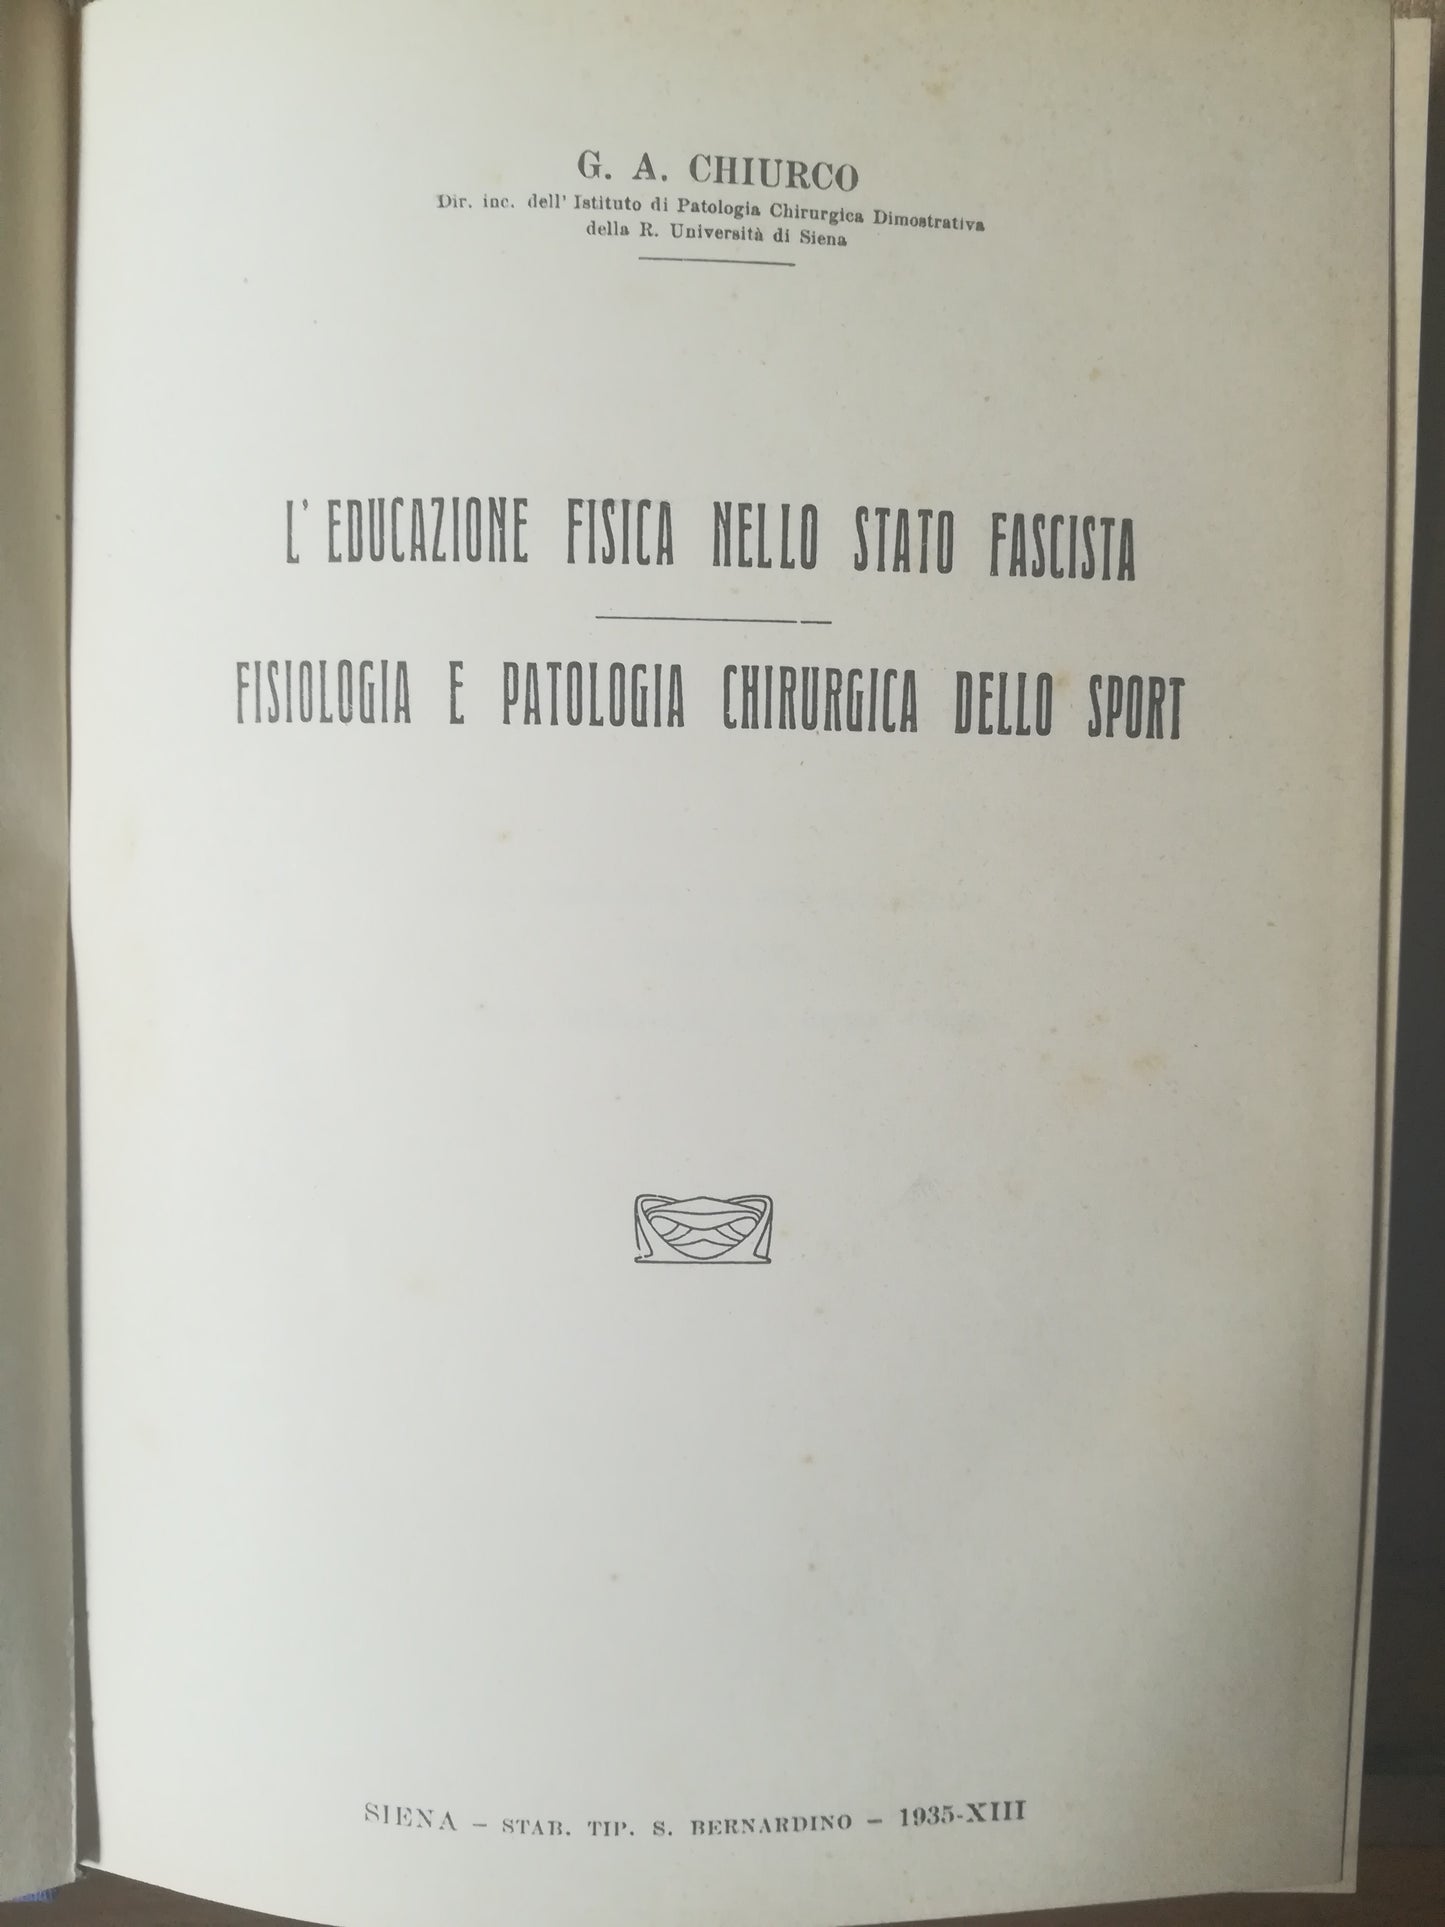 G. A. CHIURCO
Dir. inc. dell' Istituto di Patologia Chirurgica Dimostrativa
della R. Università di Siena
L' EDUCAZIONE FISICA NELLO STATO FASCISTA
FISIOLOGIA E PATOLOGIA CHIRURGICA DELLO SPORT
SIENA – STAB. TIP. S. BERNARDINO – 1935-XIII